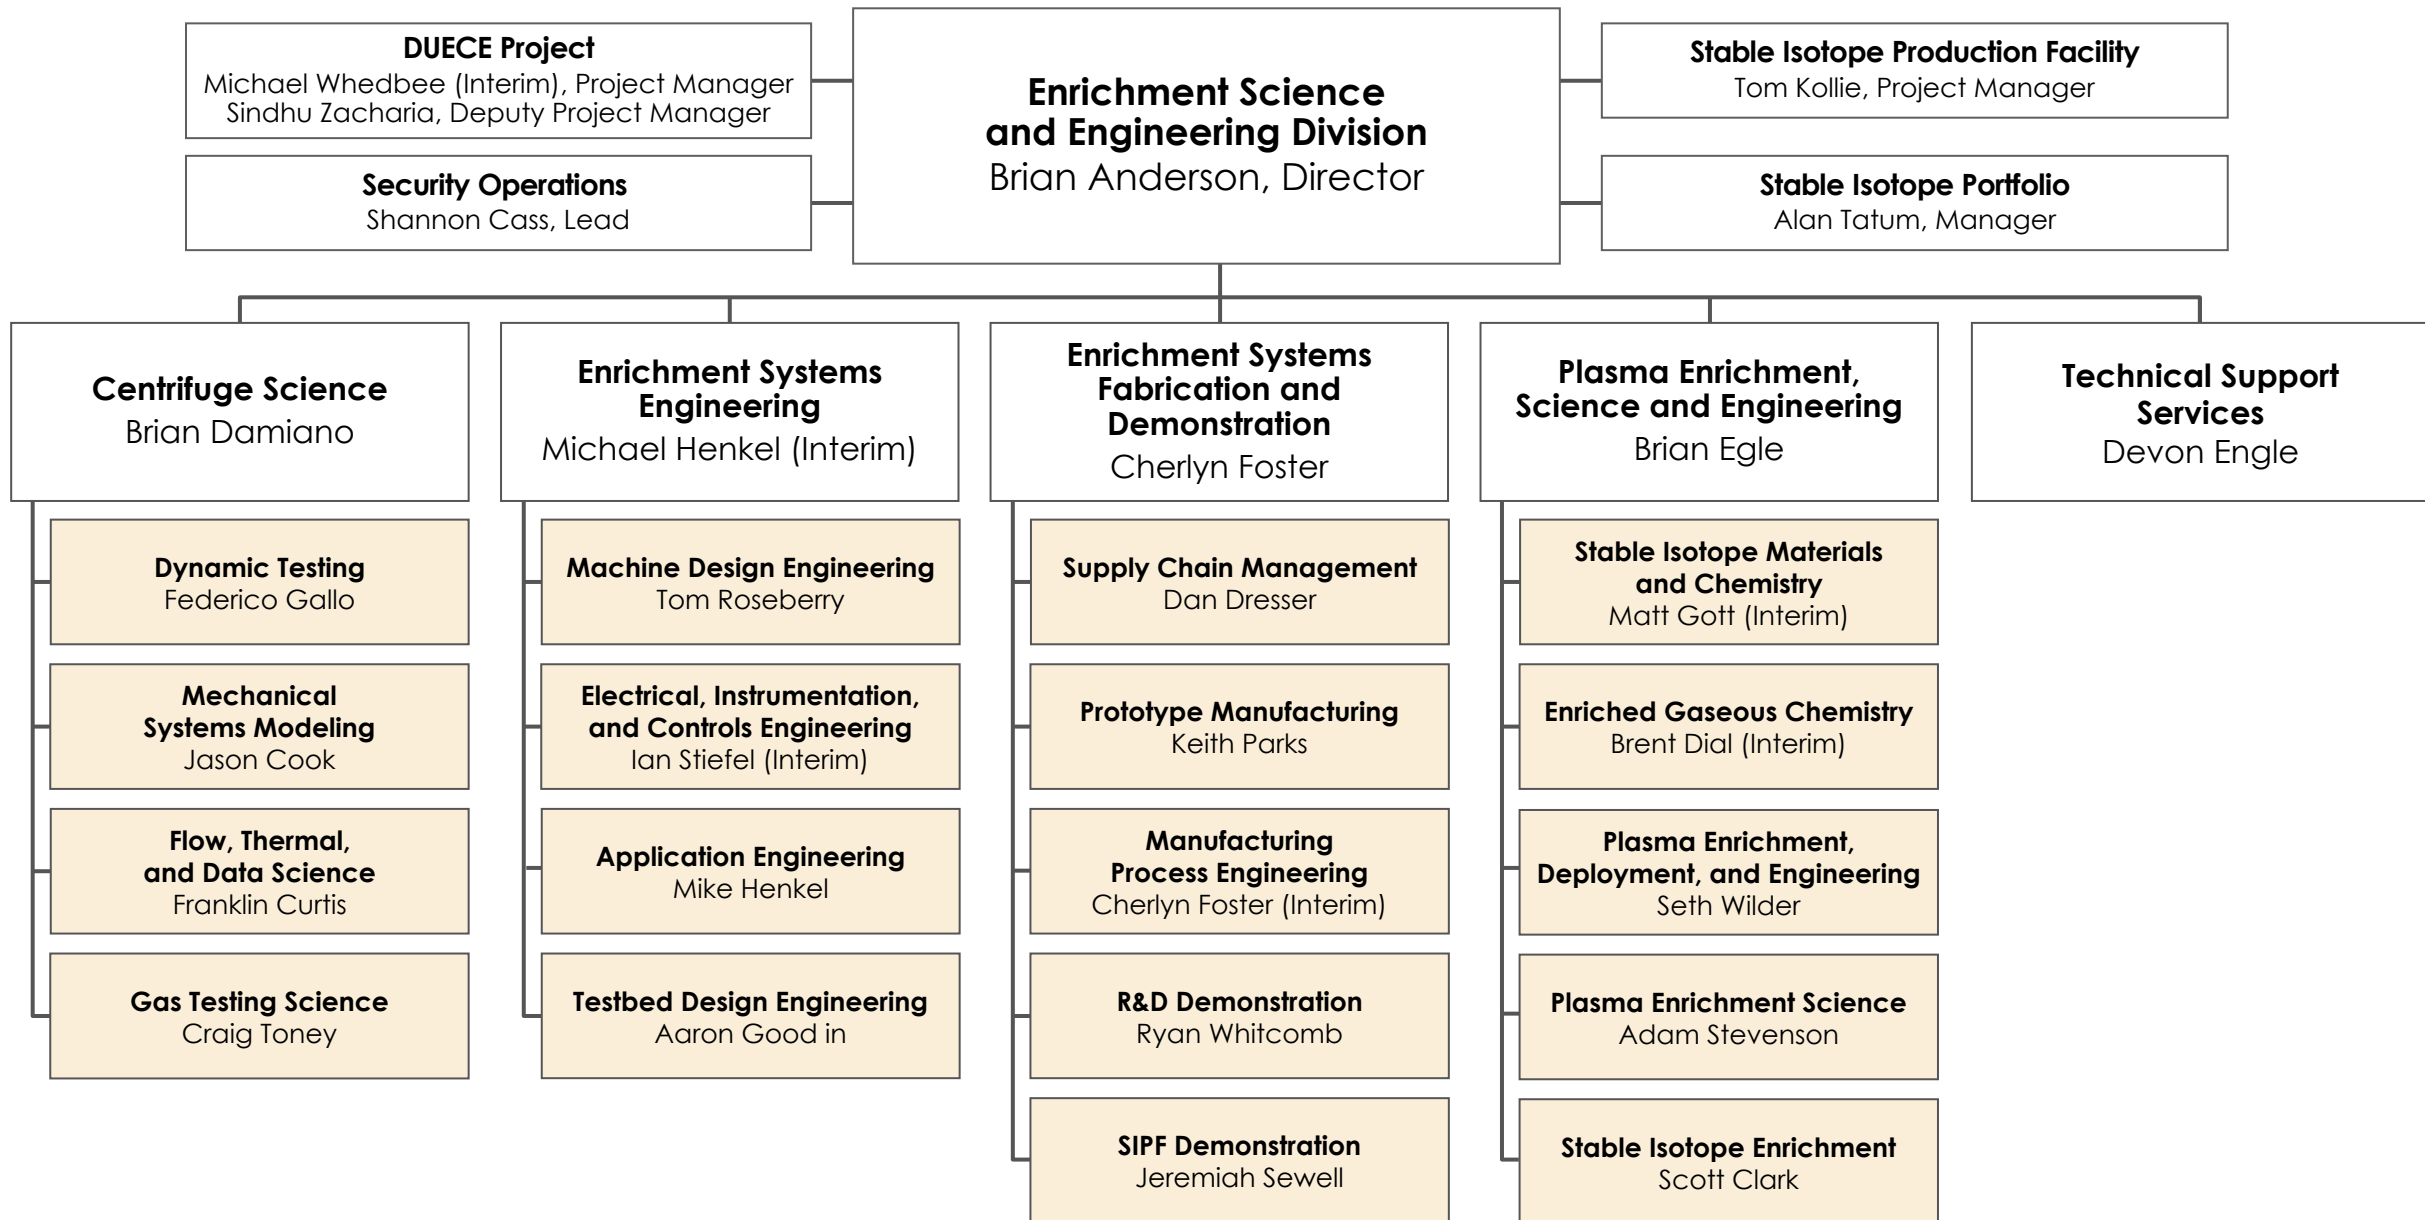 DUECE Project
Michael Whedbee (Interim), Project Manager
Sindhu Zacharia, Deputy Project Manager
Security Operations
Shannon Cass, Lead
Enrichment Science
and Engineering Division
Brian Anderson, Director
Stable Isotope Production Facility
Tom Kollie, Project Manager
Stable Isotope Portfolio
Alan Tatum, Manager
Centrifuge Science
Brian Damiano
Dynamic Testing
Federico Gallo
Mechanical
Systems Modeling
Jason Cook
Flow, Thermal,
and Data Science
Franklin Curtis
Gas Testing Science
Craig Toney
Enrichment Systems
Engineering
Michael Henkel (Interim)
Machine Design Engineering
Tom Roseberry
Electrical, Instrumentation,
and Controls Engineering
Ian Stiefel (Interim)
Application Engineering
Mike Henkel
Testbed Design Engineering
Aaron Good in
Enrichment Systems
Fabrication and
Demonstration
Cherlyn Foster
Supply Chain Management
Dan Dresser
Prototype Manufacturing
Keith Parks
Manufacturing
Process Engineering
Cherlyn Foster (Interim)
R&D Demonstration
Ryan Whitcomb
SIPF Demonstration
Jeremiah Sewell
Plasma Enrichment,
Science and Engineering
Brian Egle
Stable Isotope Materials
and Chemistry
Matt Gott (Interim)
Enriched Gaseous Chemistry
Brent Dial (Interim)
Plasma Enrichment,
Deployment, and Engineering
Seth Wilder
Plasma Enrichment Science
Adam Stevenson
Stable Isotope Enrichment
Scott Clark
Technical Support
Services
Devon Engle